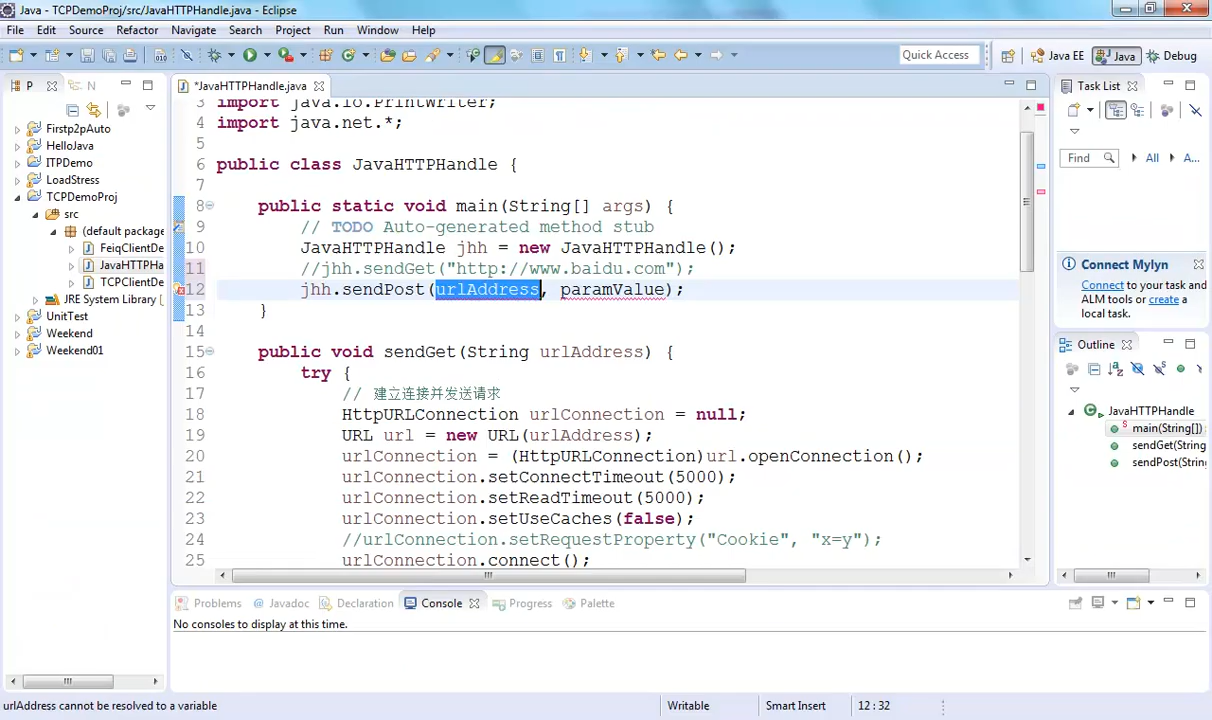 Java - TCPDemoProj/src/JavaHTTPHandle.java - Eclipse
File Edit Source Refactor Navigate Search Project Run Window Help
Quick Access
Java EE
Java
Debug
P
N
Firstp2pAuto
HelloJava
ITPDemo
LoadStress
TCPDemoProj
src
(default package
FeiqClientDe
JavaHTTPHa
TCPClientDe
JRE System Library
UnitTest
Weekend
Weekend01
*JavaHTTPHandle.java
3 import java.io.PrintWriter;
4 import java.net.*;
5
6 public class JavaHTTPHandle {
7
8 public static void main(String[] args) {
9 // TODO Auto-generated method stub
10 JavaHTTPHandle jhh = new JavaHTTPHandle();
11 //jhh.sendGet("http://www.baidu.com");
12 jhh.sendPost(urlAddress, paramValue);
13 }
14
15 public void sendGet(String urlAddress) {
16 try {
17 // 建立连接并发送请求
18 HttpURLConnection urlConnection = null;
19 URL url = new URL(urlAddress);
20 urlConnection = (HttpURLConnection)url.openConnection();
21 urlConnection.setConnectTimeout(5000);
22 urlConnection.setReadTimeout(5000);
23 urlConnection.setUseCaches(false);
24 //urlConnection.setRequestProperty("Cookie", "x=y");
25 urlConnection.connect();
Task List
Find
All
A...
Connect Mylyn
Connect to your task and
ALM tools or create a
local task.
Outline
JavaHTTPHandle
main(String[])
sendGet(String
sendPost(Strin
Problems Javadoc Declaration Console Progress Palette
No consoles to display at this time.
urlAddress cannot be resolved to a variable
Writable
Smart Insert
12 : 32